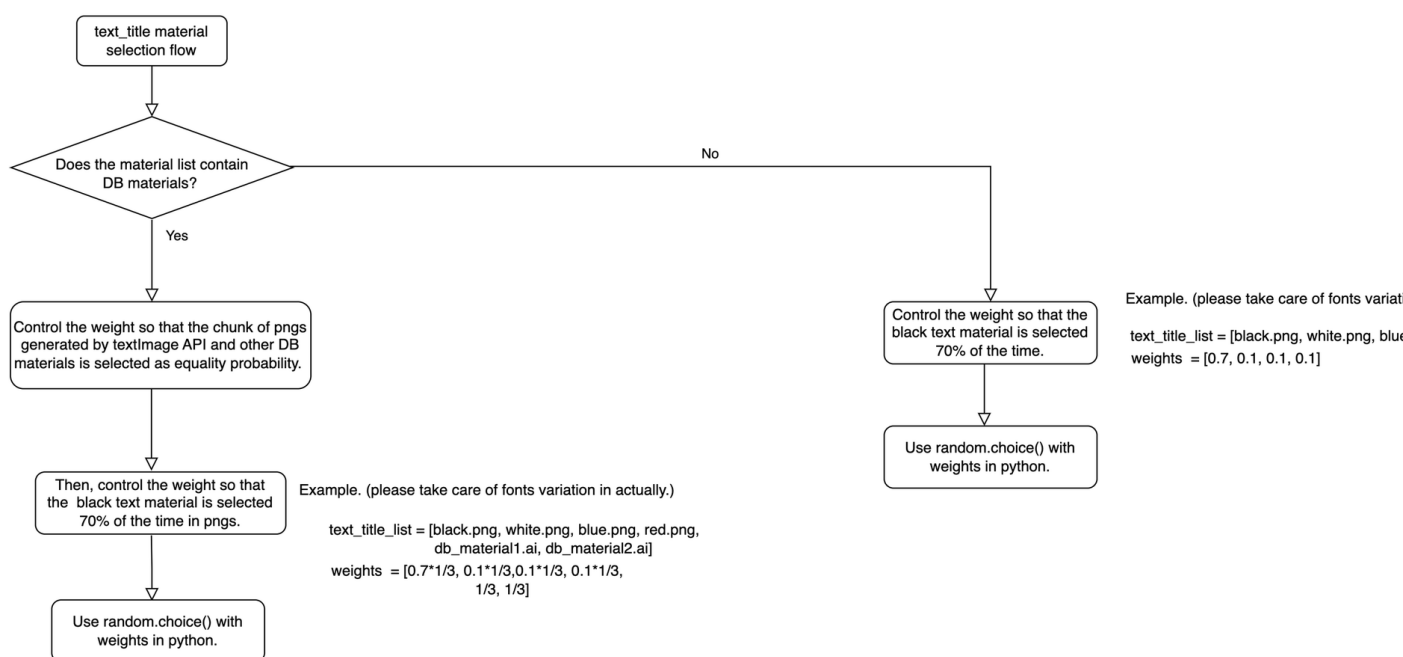 text_title material
selection flow
Does the material list contain
DB materials?
No
Yes
Control the weight so that the chunk of pngs
generated by textImage API and other DB
materials is selected as equality probability.
Control the weight so that the
black text material is selected
70% of the time.
Example. (please take care of fonts
text_title_list = [black.png, white.png,
weights = [0.7, 0.1, 0.1, 0.1]
Use random.choice() with
weights in python.
Then, control the weight so that
the black text material is selected
70% of the time in pngs.
Example. (please take care of fonts variation in actually.)
text_title_list = [black.png, white.png, blue.png, red.png,
db_material1.ai, db_material2.ai]
weights = [0.7*1/3, 0.1*1/3,0.1*1/3, 0.1*1/3,
1/3, 1/3]
Use random.choice() with
weights in python.